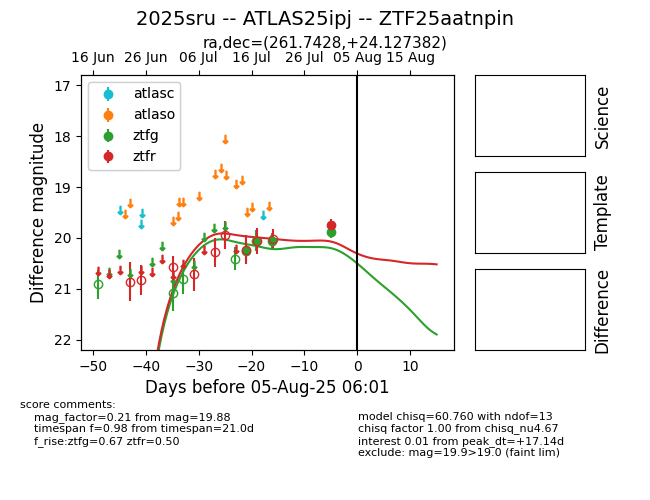 2025sru -- ATLAS25ipj -- ZTF25aatnpin
ra,dec=(261.7428,+24.127382)
16 Jun 26 Jun 06 Jul 16 Jul 26 Jul 05 Aug 15 Aug
17
18
19
20
21
22
Difference magnitude
atlasc
atlaso
ztfg
ztfr
−50 −40 −30 −20 −10 0 10
Days before 05-Aug-25 06:01
Science
Template
Difference
score comments:
mag_factor=0.21 from mag=19.88
timespan f=0.98 from timespan=21.0d
f_rise:ztfg=0.67 ztfr=0.50
model chisq=60.760 with ndof=13
chisq factor 1.00 from chisq_nu4.67
interest 0.01 from peak_dt=+17.14d
exclude: mag=19.9>19.0 (faint lim)